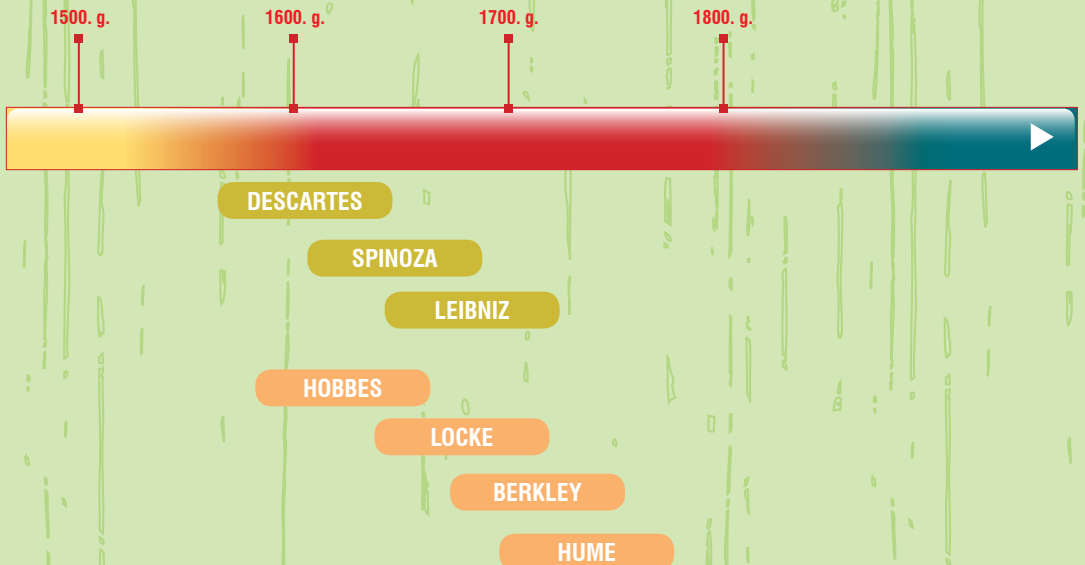 1500. g. 1600. g. 1700. g. 1800. g.
DESCARTES
SPINOZA
LEIBNIZ
HOBBES
LOCKE
BERKLEY
HUME